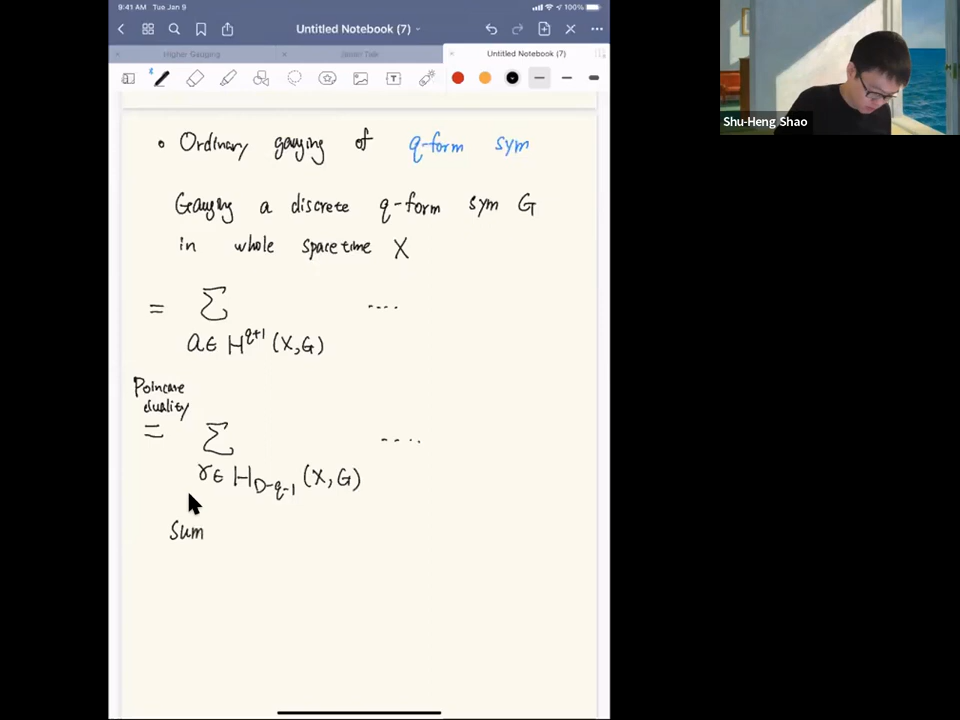 9:41 AM Tue Jan 9
100%
Untitled Notebook (7)
Higher Gauging
Untitled Notebook (7)
Shu-Heng Shao
• Ordinary gauging of q-form sym
Gauging a discrete q-form sym G
in whole spacetime X
= Σ ....
a∈ H^{q+1}(X,G)
Poincare
duality
= Σ ....
γ∈ H_{D-q-1}(X,G)
Sum